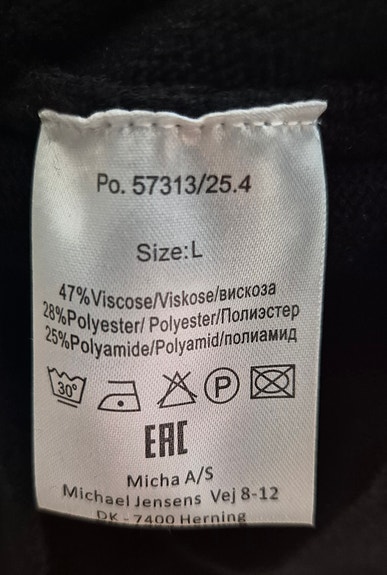 Po. 57313/25.4
Size:L
47%Viscose/Viskose/вискоза
28%Polyester/ Polyester/Полиэстер
25%Polyamide/Polyamid/полиамид
30° P
EAC
Micha A/S
Michael Jensens Vej 8-12
DK - 7400 Herning